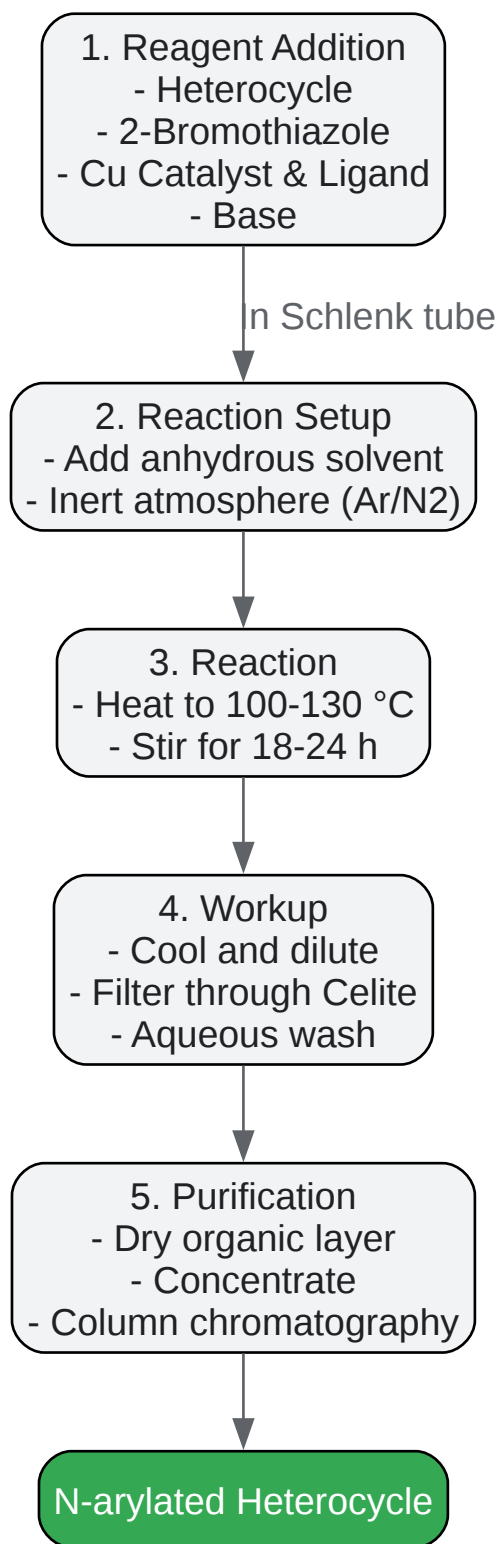 1. Reagent Addition
- Heterocycle
- 2-Bromothiazole
- Cu Catalyst & Ligand
- Base
In Schlenk tube
2. Reaction Setup
- Add anhydrous solvent
- Inert atmosphere (Ar/N2)
3. Reaction
- Heat to 100-130 °C
- Stir for 18-24 h
4. Workup
- Cool and dilute
- Filter through Celite
- Aqueous wash
5. Purification
- Dry organic layer
- Concentrate
- Column chromatography
N-arylated Heterocycle